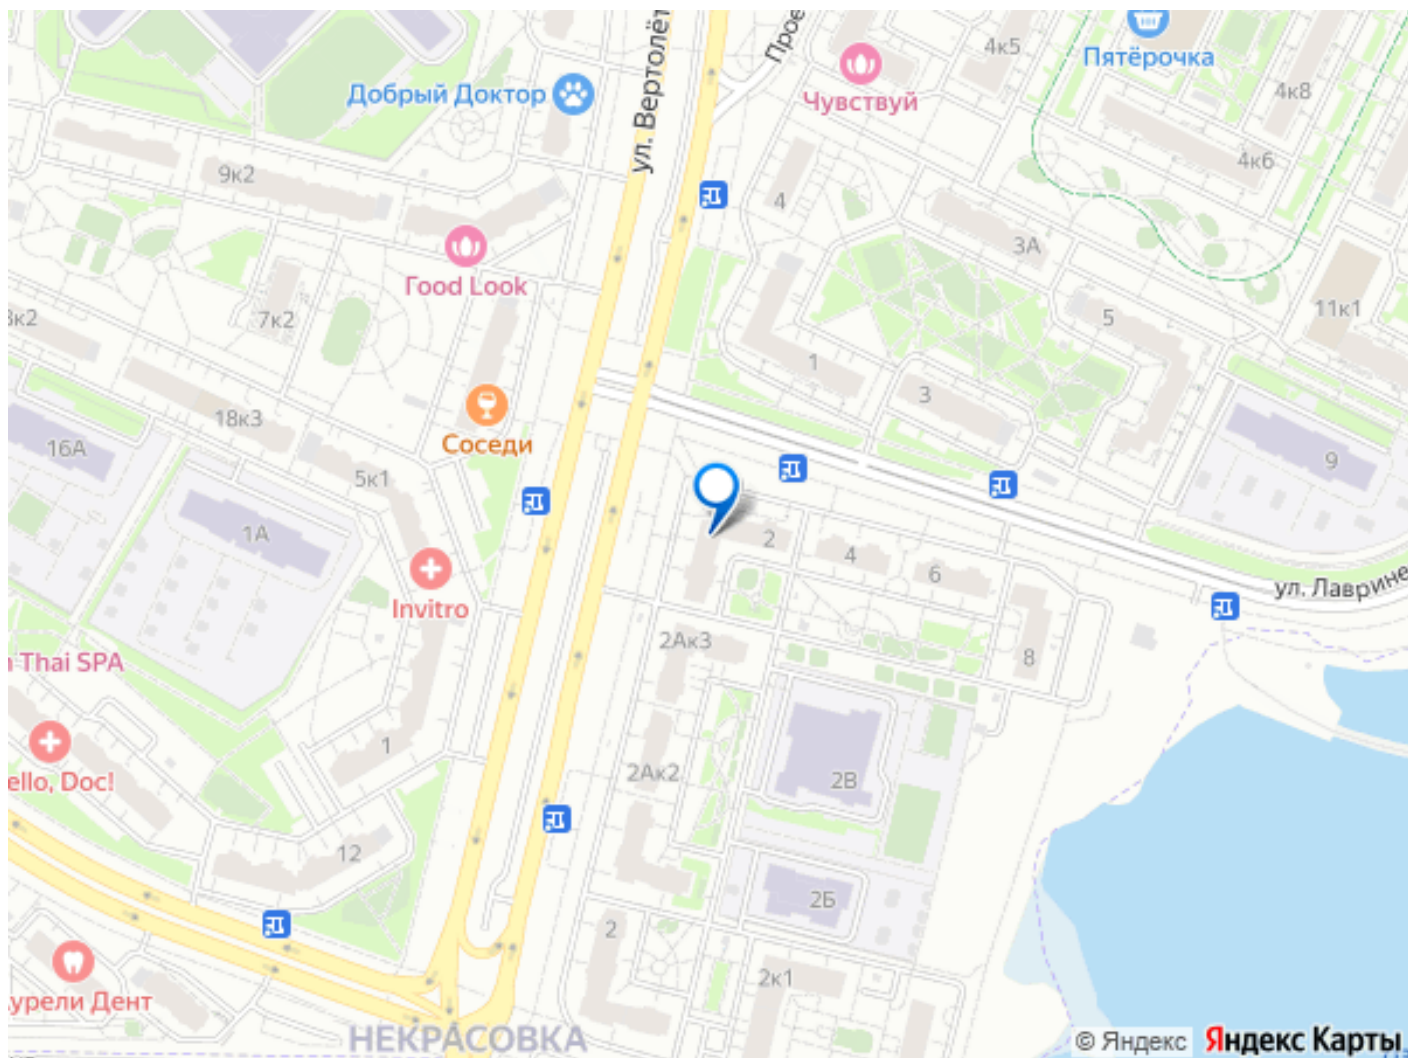 4к5
Пятёрочка
Прое
ул. Вертолёт
Чувствуй
4к8
Добрый Доктор
4к6
9к2
4
3А
Food Look
11к1
7к2
5
1
3
18к3
Соседи
16А
9
5к1
1А
2
4
6
ул. Лаврине
Invitro
2Ак3
8
Thai SPA
1
2Ак2
2В
ello, Doc!
12
2Б
2
2к1
урели Дент
НЕКРАСОВКА
© Яндекс
Яндекс Карты